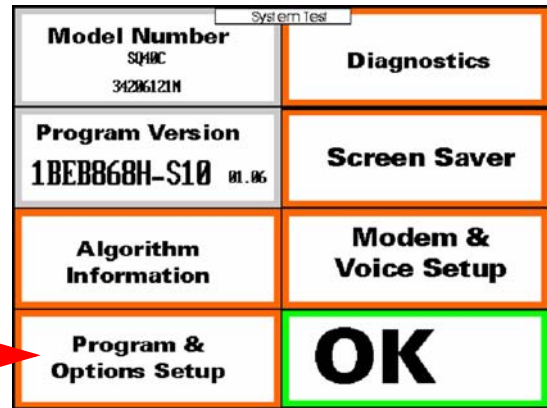 System Test
Model Number
SQ40C
34206121N
Diagnostics
Program Version
1BEB868H-S10 01.06
Screen Saver
Algorithm
Information
Modem &
Voice Setup
Program &
Options Setup
OK